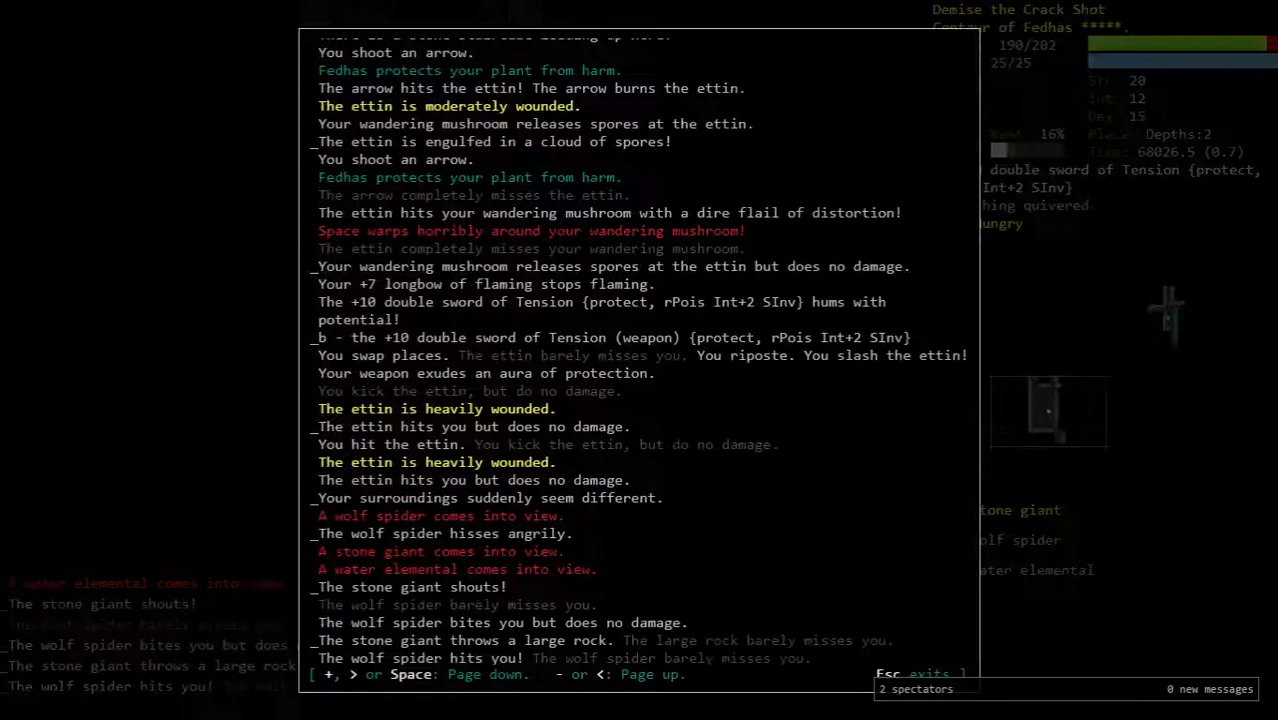 Demise the Crack Shot
Centaur of Fedhas *****.
190/202
25/25
Str: 20
Int: 12
Dex: 15
16% Place: Depths:2
Time: 68026.5 (0.7)
double sword of Tension {protect,
Int+2 SInv}
hing quivered
ungry
tone giant
olf spider
ater elemental
You shoot an arrow.
Fedhas protects your plant from harm.
The arrow hits the ettin! The arrow burns the ettin.
The ettin is moderately wounded.
Your wandering mushroom releases spores at the ettin.
_The ettin is engulfed in a cloud of spores!
You shoot an arrow.
Fedhas protects your plant from harm.
The arrow completely misses the ettin.
The ettin hits your wandering mushroom with a dire flail of distortion!
Space warps horribly around your wandering mushroom!
The ettin completely misses your wandering mushroom.
_Your wandering mushroom releases spores at the ettin but does no damage.
Your +7 longbow of flaming stops flaming.
The +10 double sword of Tension {protect, rPois Int+2 SInv} hums with
potential!
_b - the +10 double sword of Tension (weapon) {protect, rPois Int+2 SInv}
You swap places. The ettin barely misses you. You riposte. You slash the ettin!
Your weapon exudes an aura of protection.
You kick the ettin, but do no damage.
The ettin is heavily wounded.
_The ettin hits you but does no damage.
You hit the ettin. You kick the ettin, but do no damage.
The ettin is heavily wounded.
The ettin hits you but does no damage.
_Your surroundings suddenly seem different.
A wolf spider comes into view.
_The wolf spider hisses angrily.
A stone giant comes into view.
A water elemental comes into view.
_The stone giant shouts!
The wolf spider barely misses you.
The wolf spider bites you but does no damage.
_The stone giant throws a large rock. The large rock barely misses you.
The wolf spider hits you! The wolf spider barely misses you.
[ +, > or Space: Page down. - or <: Page up. Esc exits ]
A water elemental comes into
_The stone giant shouts!
_The wolf spider bites you but does
_The stone giant throws a large rock
_The wolf spider hits you!
2 spectators 0 new messages